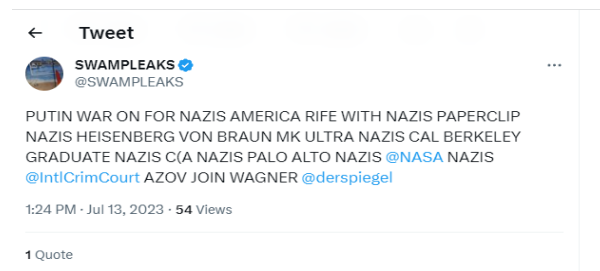 ← Tweet
SWAMPLEAKS
@SWAMPLEAKS
...
PUTIN WAR ON FOR NAZIS AMERICA RIFE WITH NAZIS PAPERCLIP
NAZIS HEISENBERG VON BRAUN MK ULTRA NAZIS CAL BERKELEY
GRADUATE NAZIS C(A NAZIS PALO ALTO NAZIS @NASA NAZIS
@IntlCrimCourt AZOV JOIN WAGNER @derspiegel
1:24 PM · Jul 13, 2023 · 54 Views
1 Quote